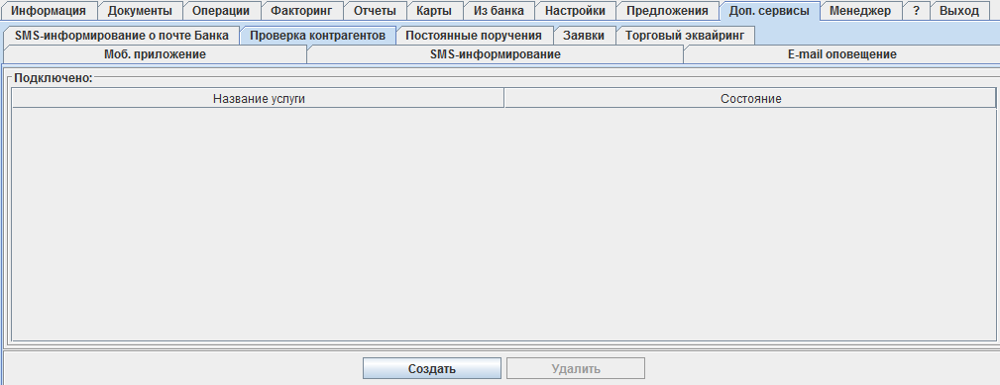 Информация Документы Операции Факторинг Отчеты Карты Из банка Настройки Предложения Доп. сервисы Менеджер ? Выход
SMS-информирование о почте Банка Проверка контрагентов Постоянные поручения Заявки Торговый эквайринг
Моб. приложение SMS-информирование E-mail оповещение
Подключено:
Название услуги Состояние
Создать Удалить